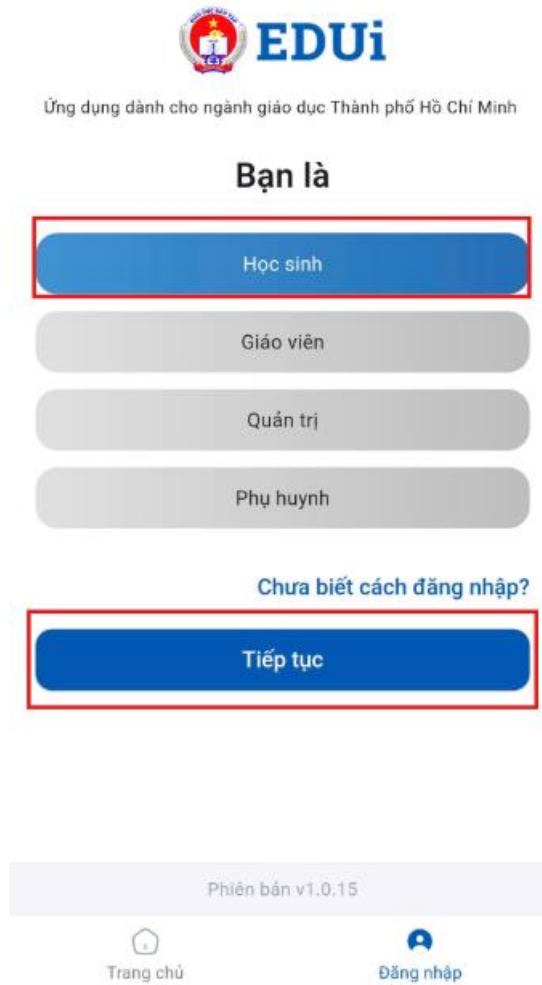 EDUi
Ứng dụng dành cho ngành giáo dục Thành phố Hồ Chí Minh
Bạn là
Học sinh
Giáo viên
Quản trị
Phụ huynh
Chưa biết cách đăng nhập?
Tiếp tục
Phiên bản v1.0.15
Trang chủ
Đăng nhập